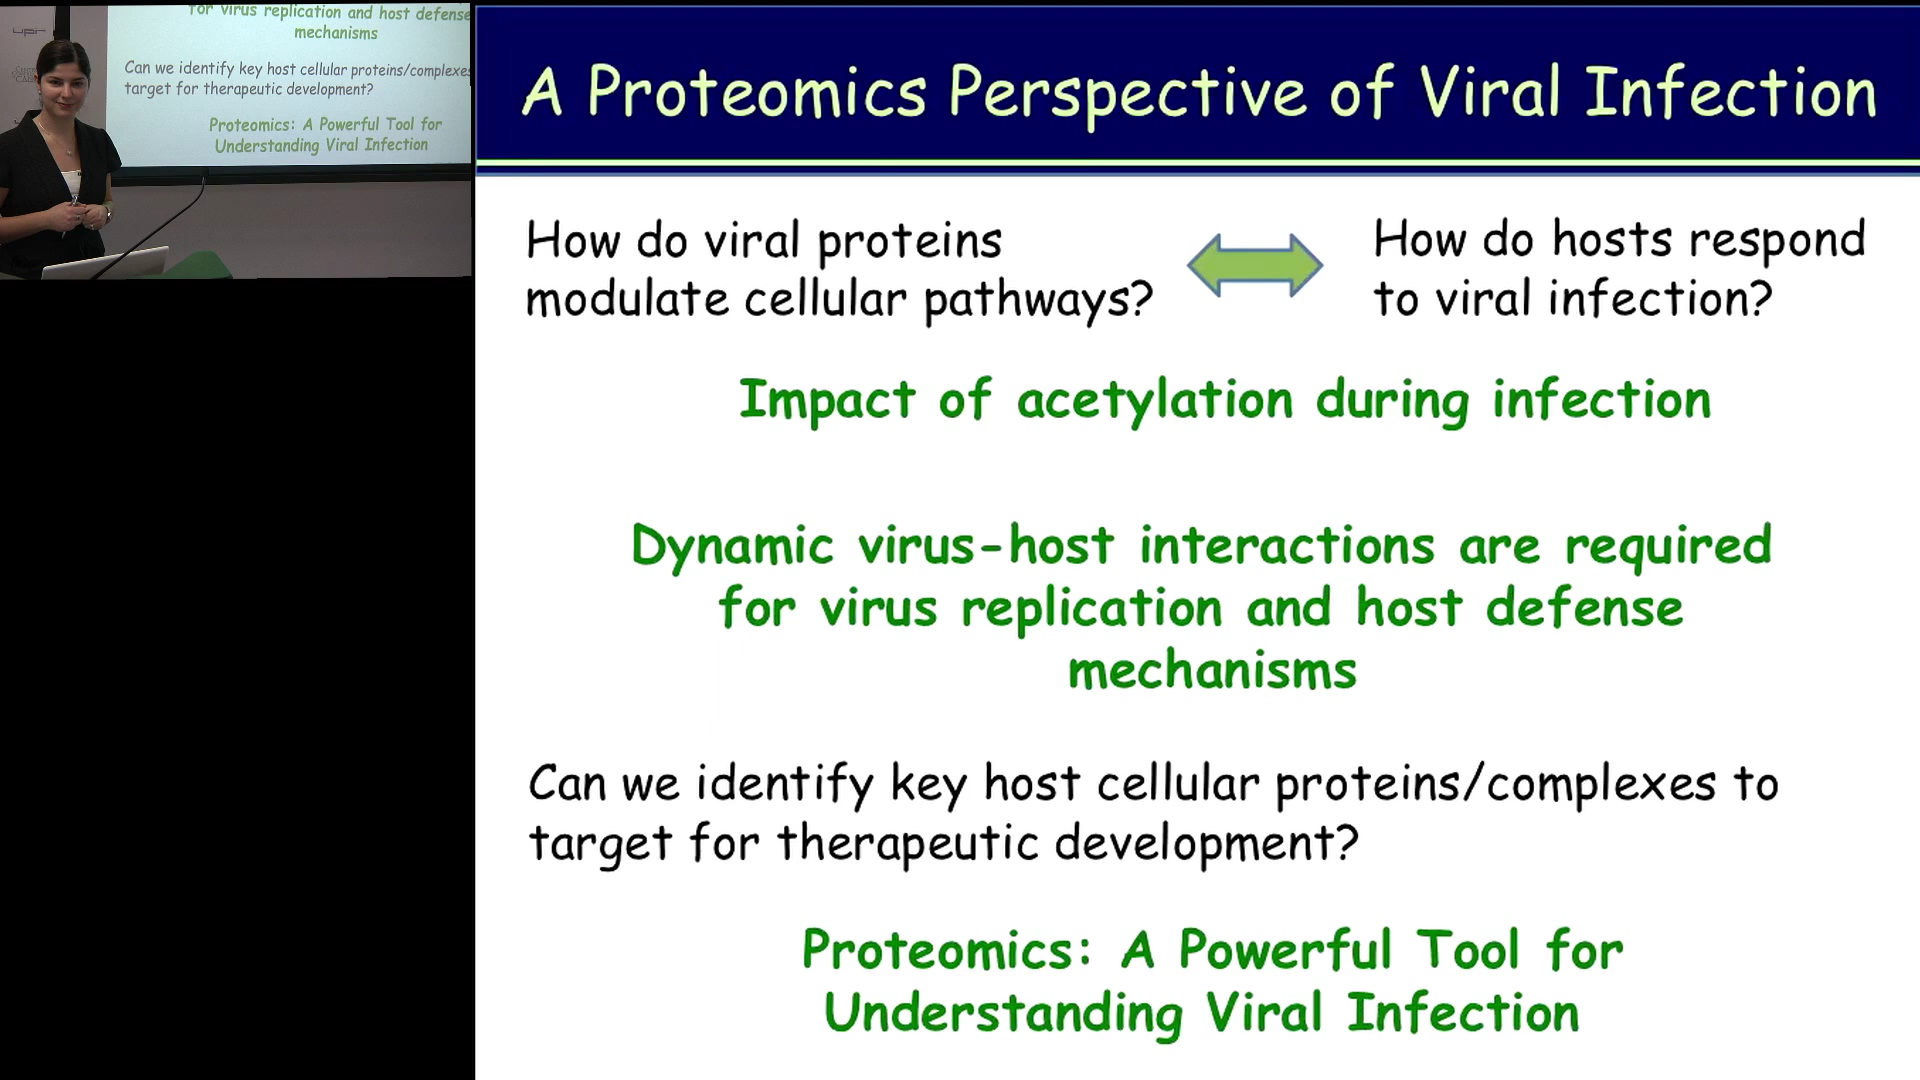 for virus replication and host defense
mechanisms
Can we identify key host cellular proteins/complexes
target for therapeutic development?
Proteomics: A Powerful Tool for
Understanding Viral Infection
A Proteomics Perspective of Viral Infection
How do viral proteins
modulate cellular pathways?
How do hosts respond
to viral infection?
Impact of acetylation during infection
Dynamic virus-host interactions are required
for virus replication and host defense
mechanisms
Can we identify key host cellular proteins/complexes to
target for therapeutic development?
Proteomics: A Powerful Tool for
Understanding Viral Infection